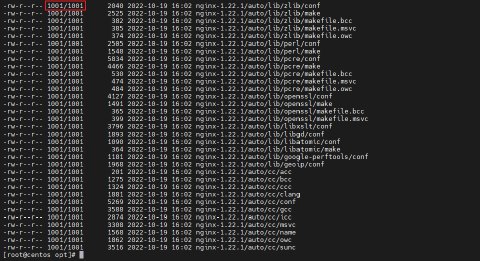 -rw-r--r-- 1001/1001 2040 2022-10-19 16:02 nginx-1.22.1/auto/lib/zlib/conf
-rw-r--r-- 1001/1001 2525 2022-10-19 16:02 nginx-1.22.1/auto/lib/zlib/make
-rw-r--r-- 1001/1001 382 2022-10-19 16:02 nginx-1.22.1/auto/lib/zlib/makefile.bcc
-rw-r--r-- 1001/1001 385 2022-10-19 16:02 nginx-1.22.1/auto/lib/zlib/makefile.msvc
-rw-r--r-- 1001/1001 374 2022-10-19 16:02 nginx-1.22.1/auto/lib/zlib/makefile.owc
-rw-r--r-- 1001/1001 2505 2022-10-19 16:02 nginx-1.22.1/auto/lib/perl/conf
-rw-r--r-- 1001/1001 1540 2022-10-19 16:02 nginx-1.22.1/auto/lib/perl/make
-rw-r--r-- 1001/1001 5034 2022-10-19 16:02 nginx-1.22.1/auto/lib/pcre/conf
-rw-r--r-- 1001/1001 4466 2022-10-19 16:02 nginx-1.22.1/auto/lib/pcre/make
-rw-r--r-- 1001/1001 530 2022-10-19 16:02 nginx-1.22.1/auto/lib/pcre/makefile.bcc
-rw-r--r-- 1001/1001 474 2022-10-19 16:02 nginx-1.22.1/auto/lib/pcre/makefile.msvc
-rw-r--r-- 1001/1001 484 2022-10-19 16:02 nginx-1.22.1/auto/lib/pcre/makefile.owc
-rw-r--r-- 1001/1001 4127 2022-10-19 16:02 nginx-1.22.1/auto/lib/openssl/conf
-rw-r--r-- 1001/1001 1491 2022-10-19 16:02 nginx-1.22.1/auto/lib/openssl/make
-rw-r--r-- 1001/1001 365 2022-10-19 16:02 nginx-1.22.1/auto/lib/openssl/makefile.bcc
-rw-r--r-- 1001/1001 399 2022-10-19 16:02 nginx-1.22.1/auto/lib/openssl/makefile.msvc
-rw-r--r-- 1001/1001 3796 2022-10-19 16:02 nginx-1.22.1/auto/lib/libxslt/conf
-rw-r--r-- 1001/1001 1893 2022-10-19 16:02 nginx-1.22.1/auto/lib/libgd/conf
-rw-r--r-- 1001/1001 1090 2022-10-19 16:02 nginx-1.22.1/auto/lib/libatomic/conf
-rw-r--r-- 1001/1001 364 2022-10-19 16:02 nginx-1.22.1/auto/lib/libatomic/make
-rw-r--r-- 1001/1001 1181 2022-10-19 16:02 nginx-1.22.1/auto/lib/google-perftools/conf
-rw-r--r-- 1001/1001 1960 2022-10-19 16:02 nginx-1.22.1/auto/lib/geoip/conf
-rw-r--r-- 1001/1001 201 2022-10-19 16:02 nginx-1.22.1/auto/cc/acc
-rw-r--r-- 1001/1001 1275 2022-10-19 16:02 nginx-1.22.1/auto/cc/bcc
-rw-r--r-- 1001/1001 1324 2022-10-19 16:02 nginx-1.22.1/auto/cc/ccc
-rw-r--r-- 1001/1001 1881 2022-10-19 16:02 nginx-1.22.1/auto/cc/clang
-rw-r--r-- 1001/1001 5269 2022-10-19 16:02 nginx-1.22.1/auto/cc/conf
-rw-r--r-- 1001/1001 3588 2022-10-19 16:02 nginx-1.22.1/auto/cc/gcc
-rw-r--r-- 1001/1001 2874 2022-10-19 16:02 nginx-1.22.1/auto/cc/icc
-rw-r--r-- 1001/1001 3308 2022-10-19 16:02 nginx-1.22.1/auto/cc/msvc
-rw-r--r-- 1001/1001 1568 2022-10-19 16:02 nginx-1.22.1/auto/cc/name
-rw-r--r-- 1001/1001 1862 2022-10-19 16:02 nginx-1.22.1/auto/cc/owc
-rw-r--r-- 1001/1001 3516 2022-10-19 16:02 nginx-1.22.1/auto/cc/sunc
[root@centos opt]#